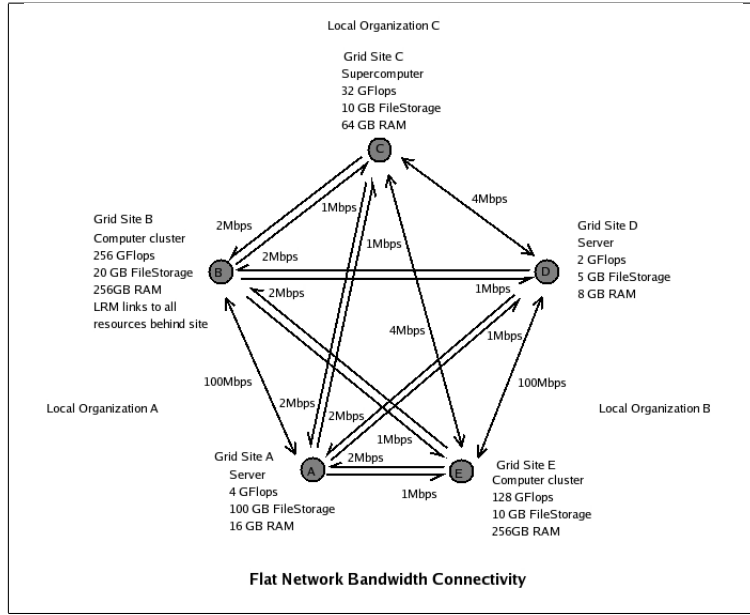 Local Organization C
Grid Site C
Supercomputer
32 GFlops
10 GB FileStorage
64 GB RAM
C
4Mbps
1Mbps
2Mbps
1Mbps
Grid Site B
Computer cluster
256 GFlops
20 GB FileStorage
256GB RAM
LRM links to all
resources behind site
B
2Mbps
2Mbps
Grid Site D
Server
2 GFlops
5 GB FileStorage
8 GB RAM
D
1Mbps
1Mbps
4Mbps
100Mbps
100Mbps
Local Organization A
Local Organization B
2Mbps
2Mbps
1Mbps
2Mbps
1Mbps
Grid Site A
Server
4 GFlops
100 GB FileStorage
16 GB RAM
A
E
Grid Site E
Computer cluster
128 GFlops
10 GB FileStorage
256GB RAM
Flat Network Bandwidth Connectivity